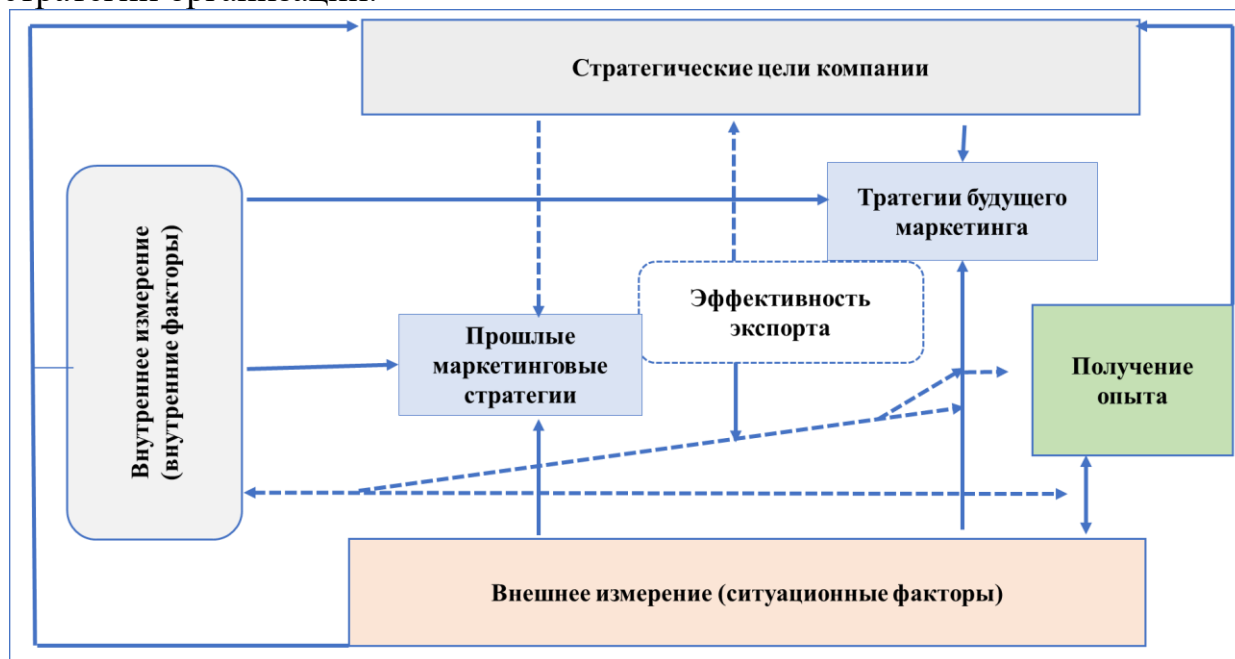 Стратегические цели компании
Тратегии будущего
маркетинга
Внутреннее измерение
(внутренние факторы)
Эффективность
экспорта
Прошлые
маркетинговые
стратегии
Получение
опыта
Внешнее измерение (ситуационные факторы)